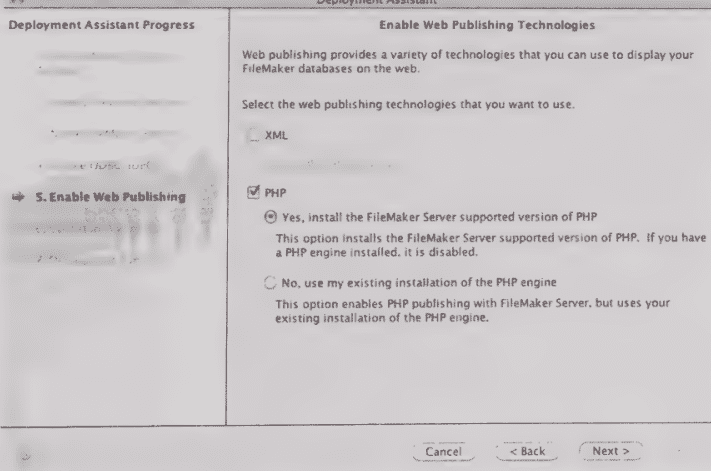 Deployment Assistant
Deployment Assistant Progress
Enable Web Publishing Technologies
Web publishing provides a variety of technologies that you can use to display your
FileMaker databases on the web.
Select the web publishing technologies that you want to use.
XML
5. Enable Web Publishing
PHP
Yes, install the FileMaker Server supported version of PHP
This option installs the FileMaker Server supported version of PHP. If you have
a PHP engine installed, it is disabled.
No, use my existing installation of the PHP engine
This option enables PHP publishing with FileMaker Server, but uses your
existing installation of the PHP engine.
Cancel
< Back
Next >